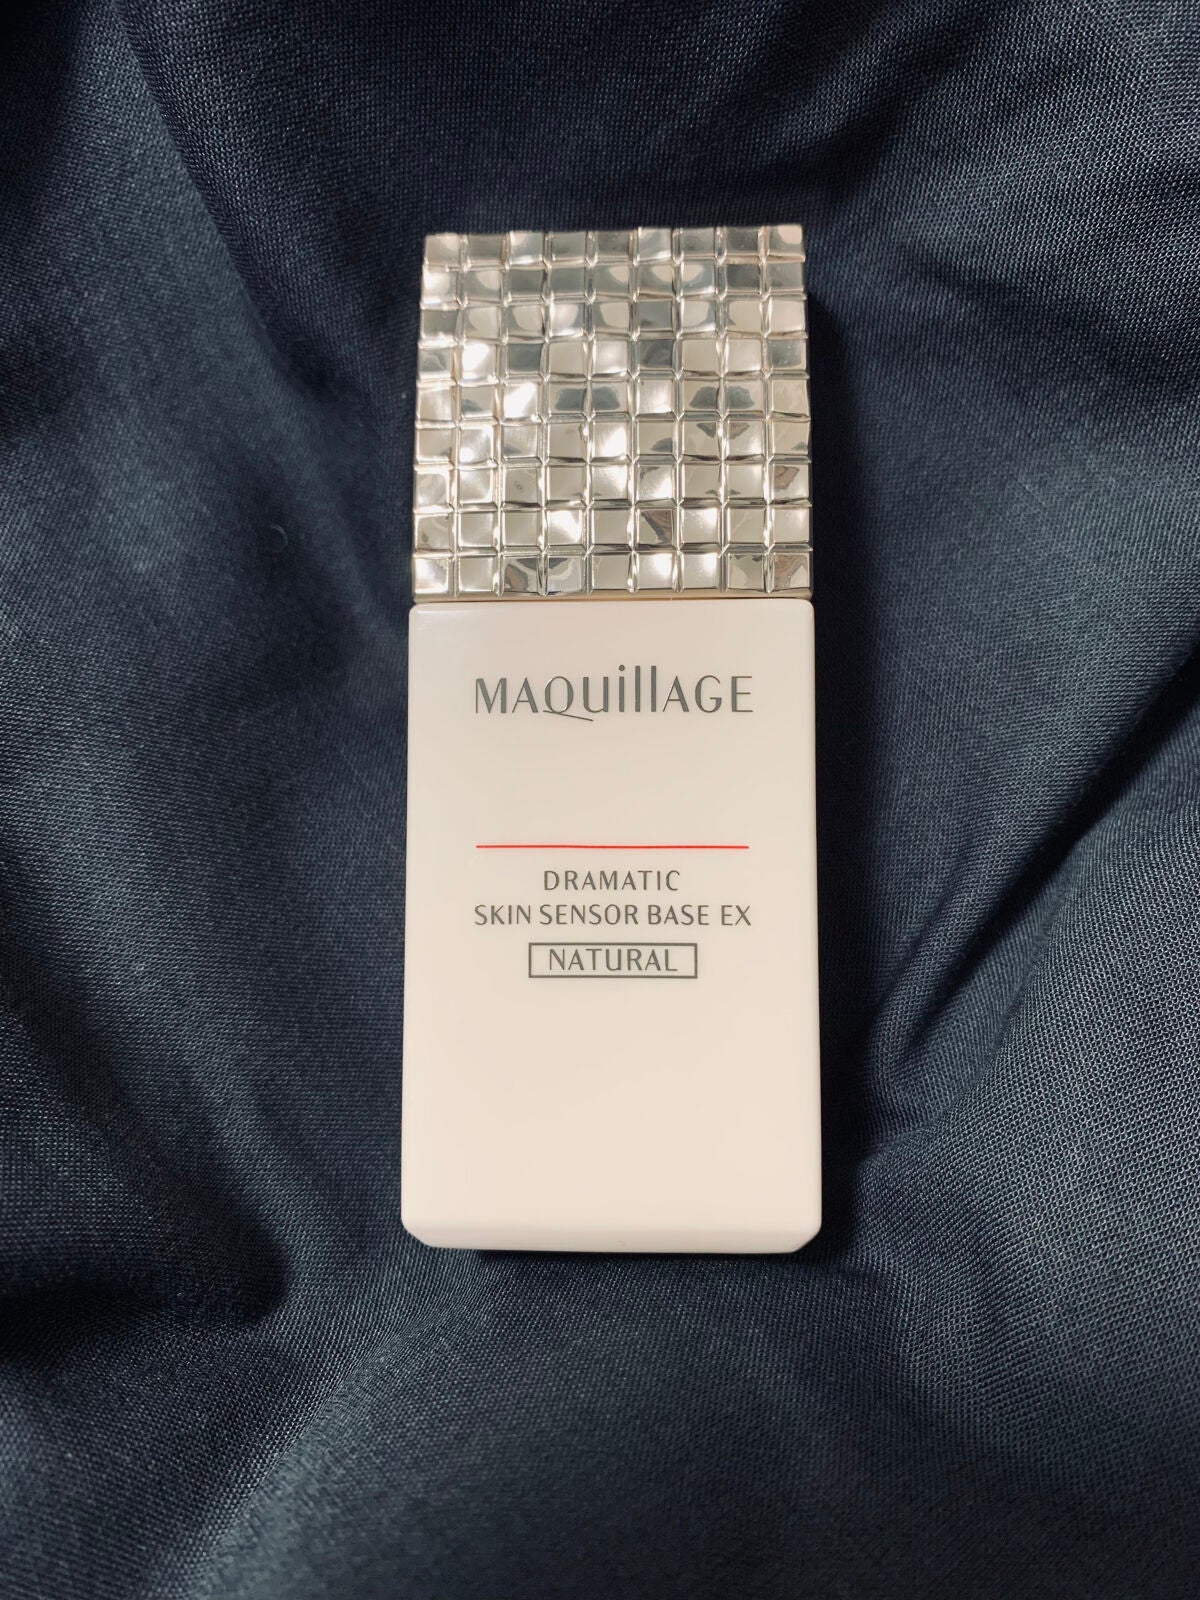 MAQuillAGE
DRAMATIC
SKIN SENSOR BASE EX
NATURAL